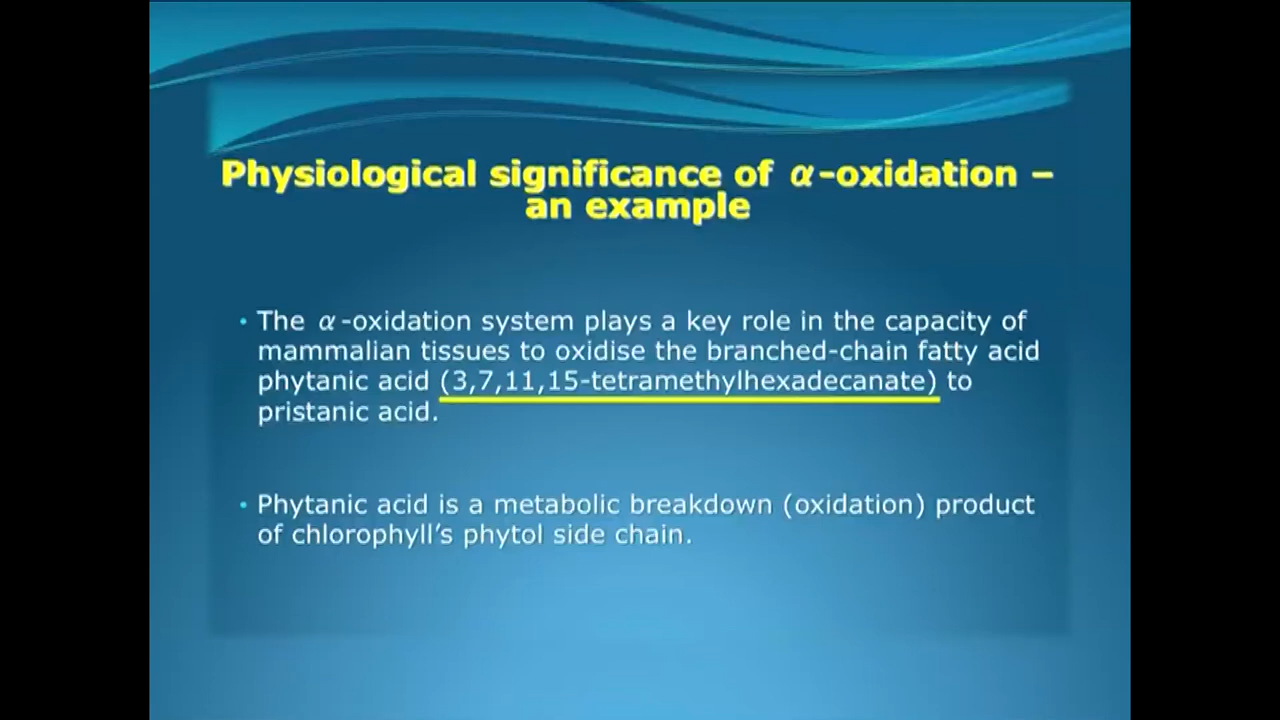 Physiological significance of α-oxidation –
an example
• The α-oxidation system plays a key role in the capacity of
mammalian tissues to oxidise the branched-chain fatty acid
phytanic acid (3,7,11,15-tetramethylhexadecanate) to
pristanic acid.
• Phytanic acid is a metabolic breakdown (oxidation) product
of chlorophyll’s phytol side chain.